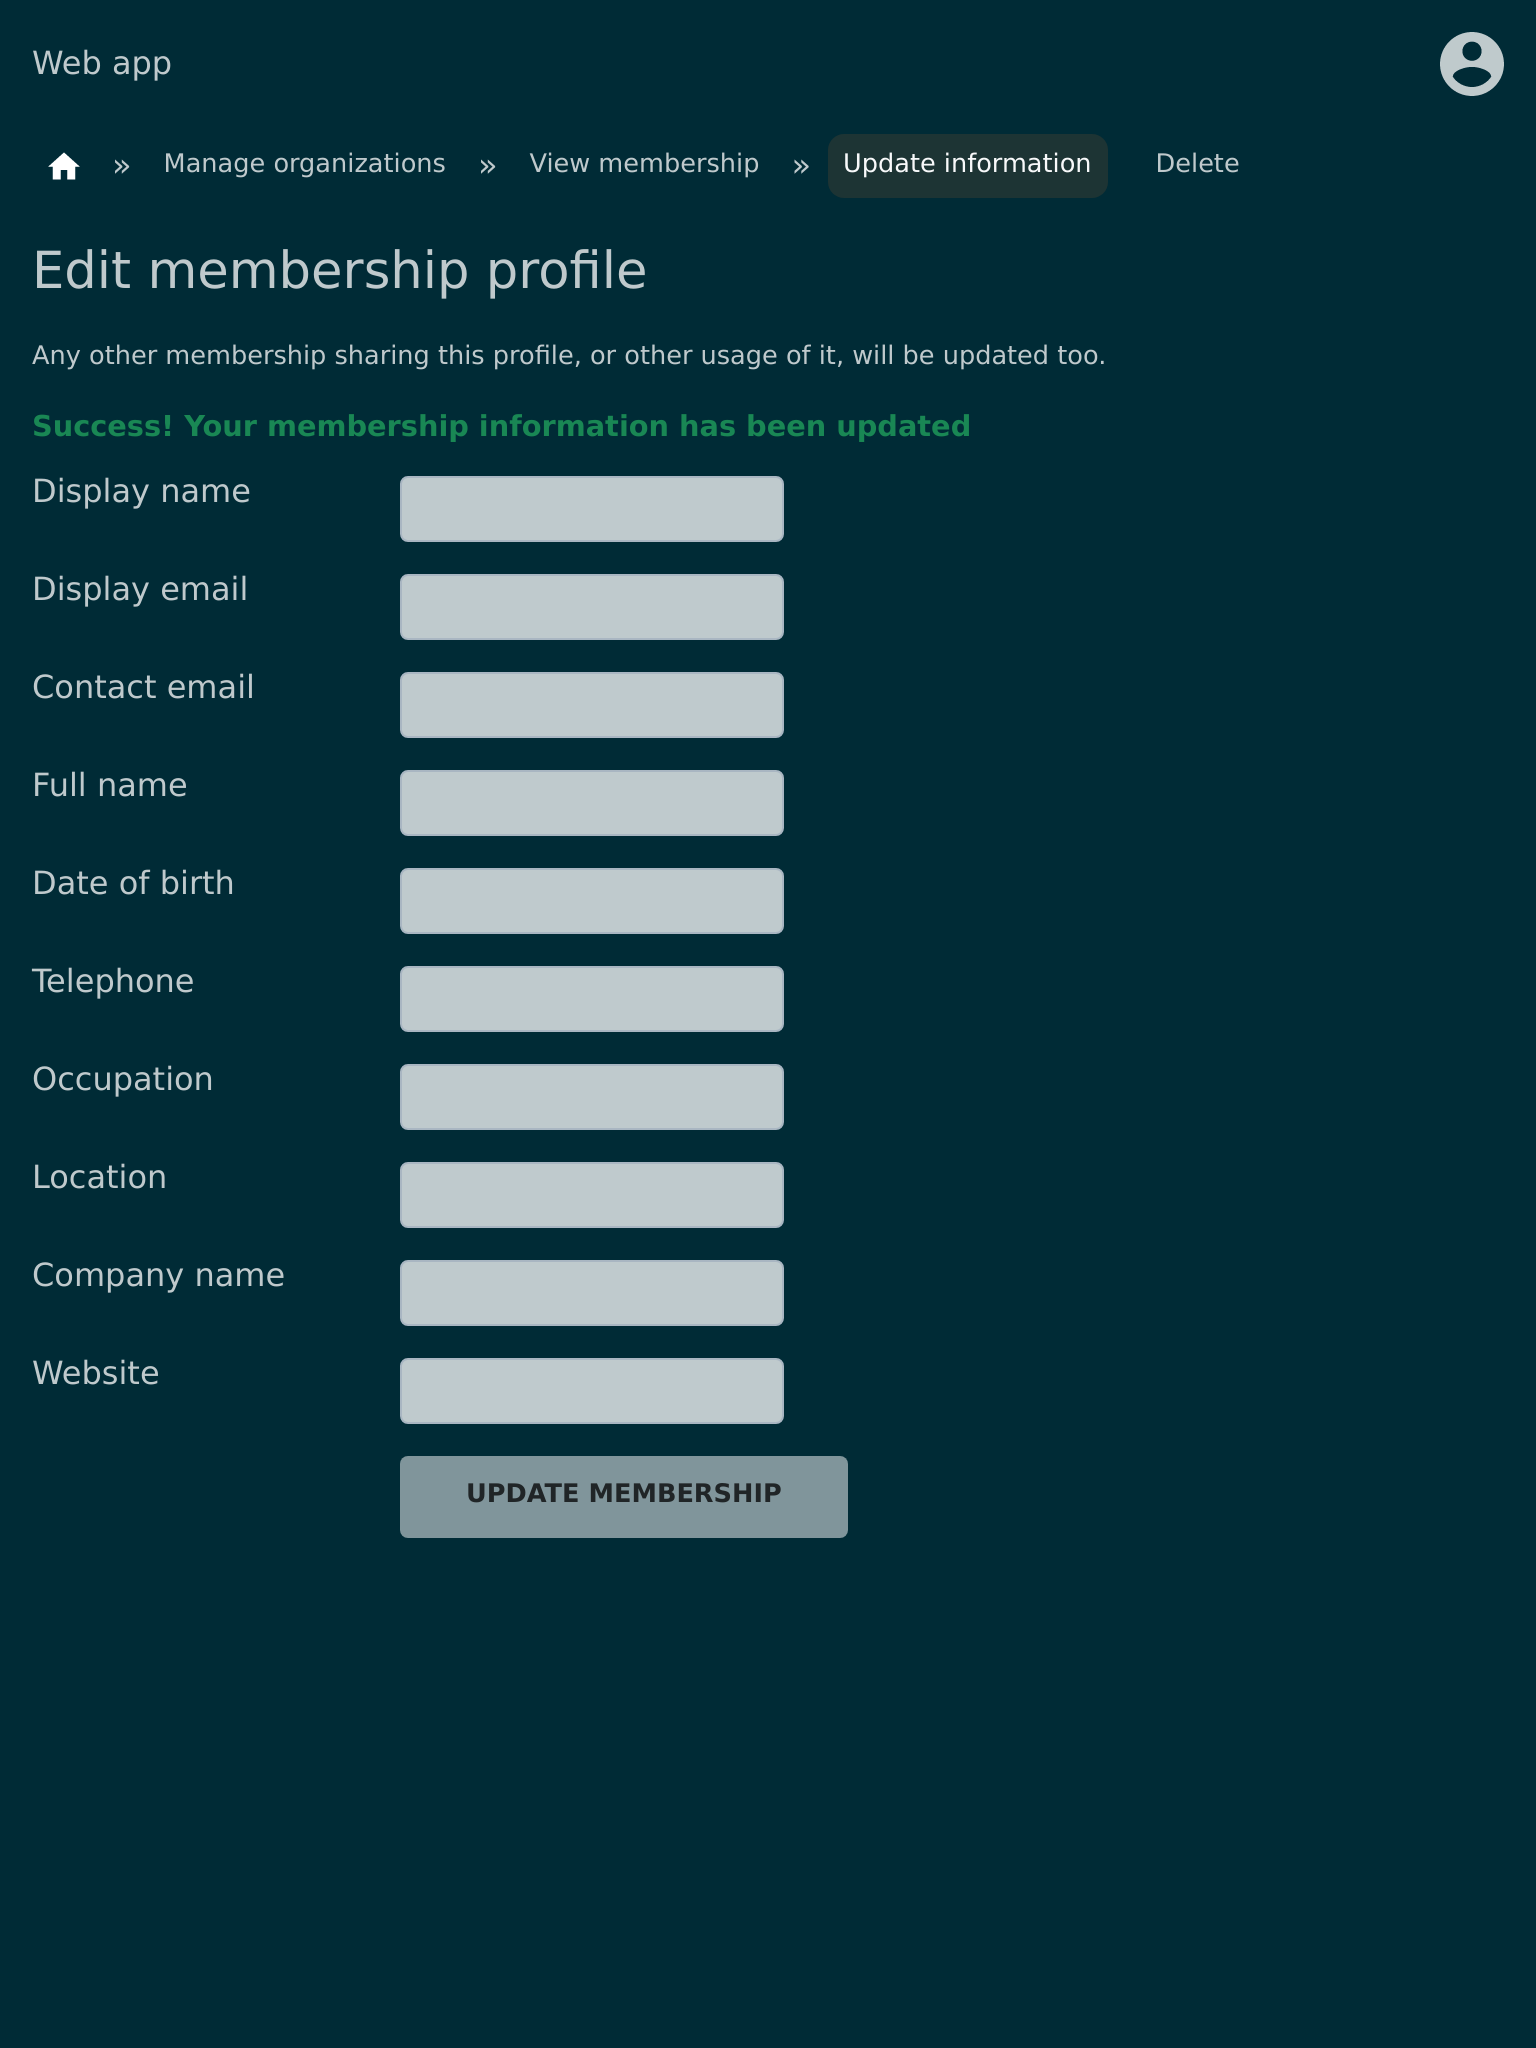 Web app
» Manage organizations » View membership » Update information Delete
Edit membership profile
Any other membership sharing this profile, or other usage of it, will be updated too.
Success! Your membership information has been updated
Display name
Display email
Contact email
Full name
Date of birth
Telephone
Occupation
Location
Company name
Website
UPDATE MEMBERSHIP